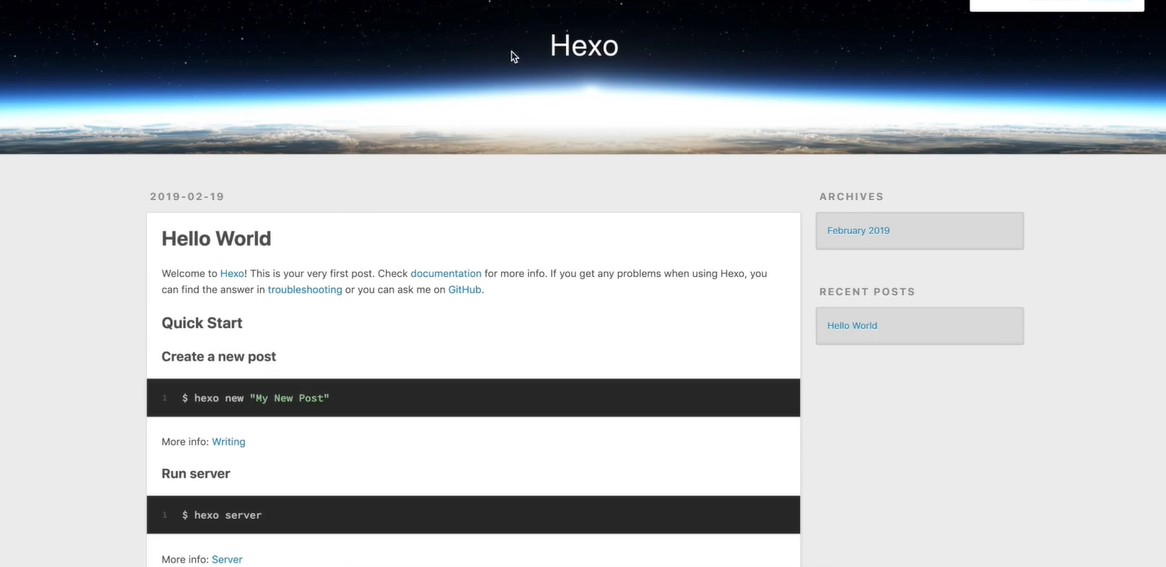 Hexo
2019-02-19
Hello World
Welcome to Hexo! This is your very first post. Check documentation for more info. If you get any problems when using Hexo, you
can find the answer in troubleshooting or you can ask me on GitHub.
Quick Start
Create a new post
1 $ hexo new "My New Post"
More info: Writing
Run server
1 $ hexo server
More info: Server
ARCHIVES
February 2019
RECENT POSTS
Hello World